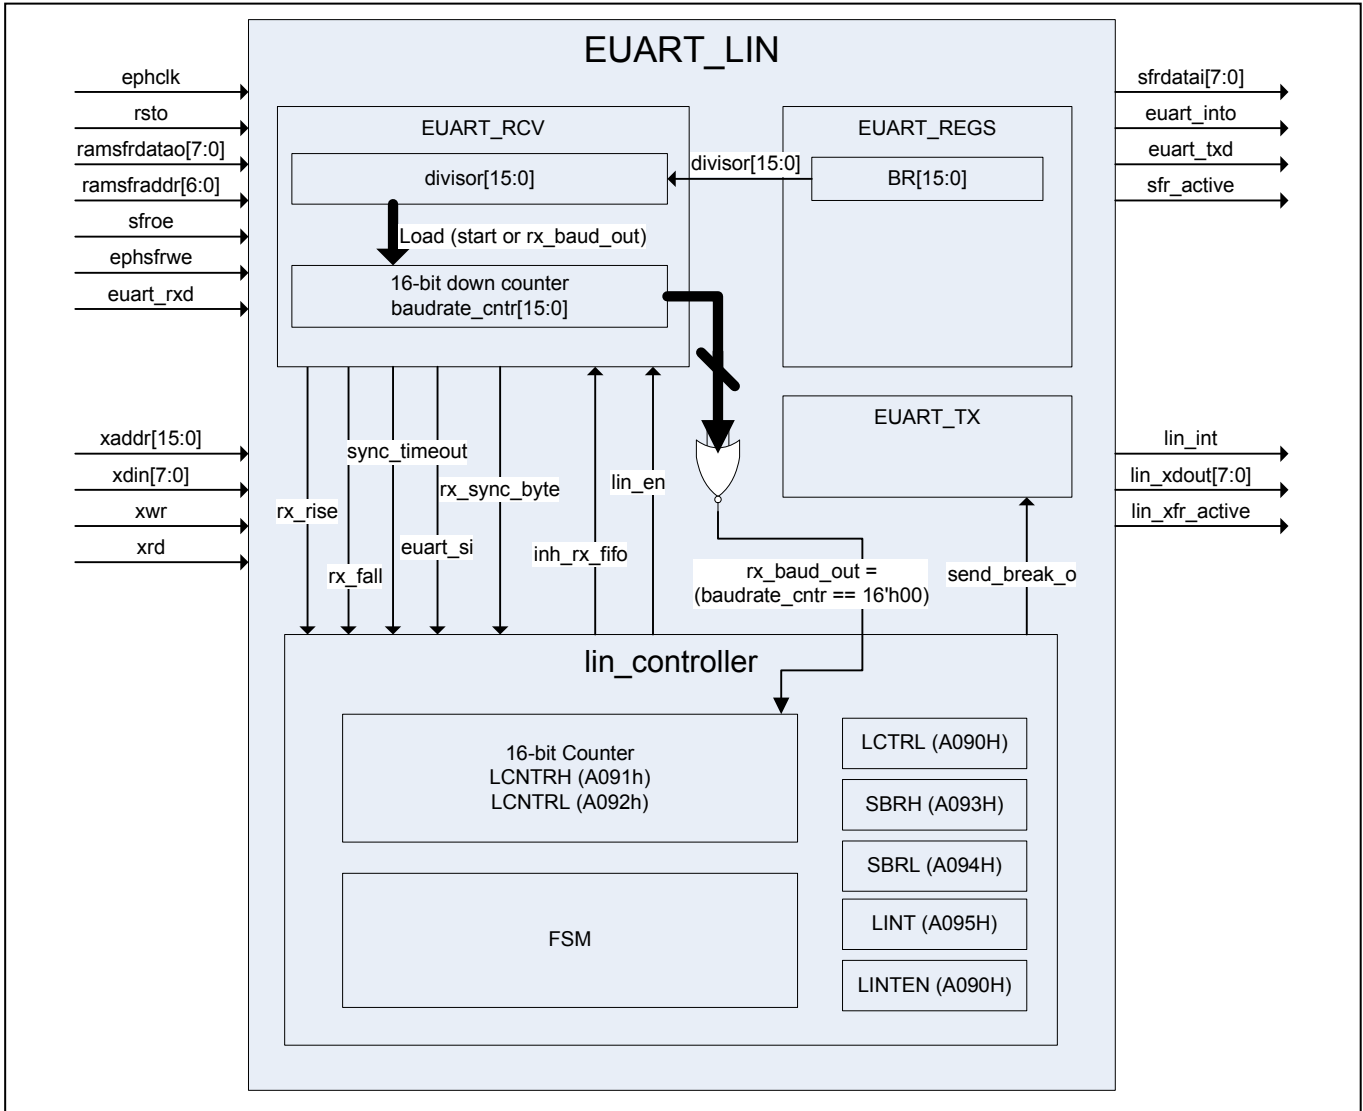 EUART_LIN
ephclk
rsto
ramsfrdatao[7:0]
ramsfraddr[6:0]
sfroe
ephsfrwe
euart_rxd
xaddr[15:0]
xdin[7:0]
xwr
xrd
EUART_RCV
divisor[15:0]
Load (start or rx_baud_out)
16-bit down counter
baudrate_cntr[15:0]
divisor[15:0]
EUART_REGS
BR[15:0]
EUART_TX
sfrdatai[7:0]
euart_into
euart_txd
sfr_active
lin_int
lin_xdout[7:0]
lin_xfr_active
rx_rise
rx_fall
sync_timeout
euart_si
rx_sync_byte
inh_rx_fifo
lin_en
rx_baud_out =
(baudrate_cntr == 16'h00)
send_break_o
lin_controller
16-bit Counter
LCNTRH (A091h)
LCNTRL (A092h)
FSM
LCTRL (A090H)
SBRH (A093H)
SBRL (A094H)
LINT (A095H)
LINTEN (A090H)